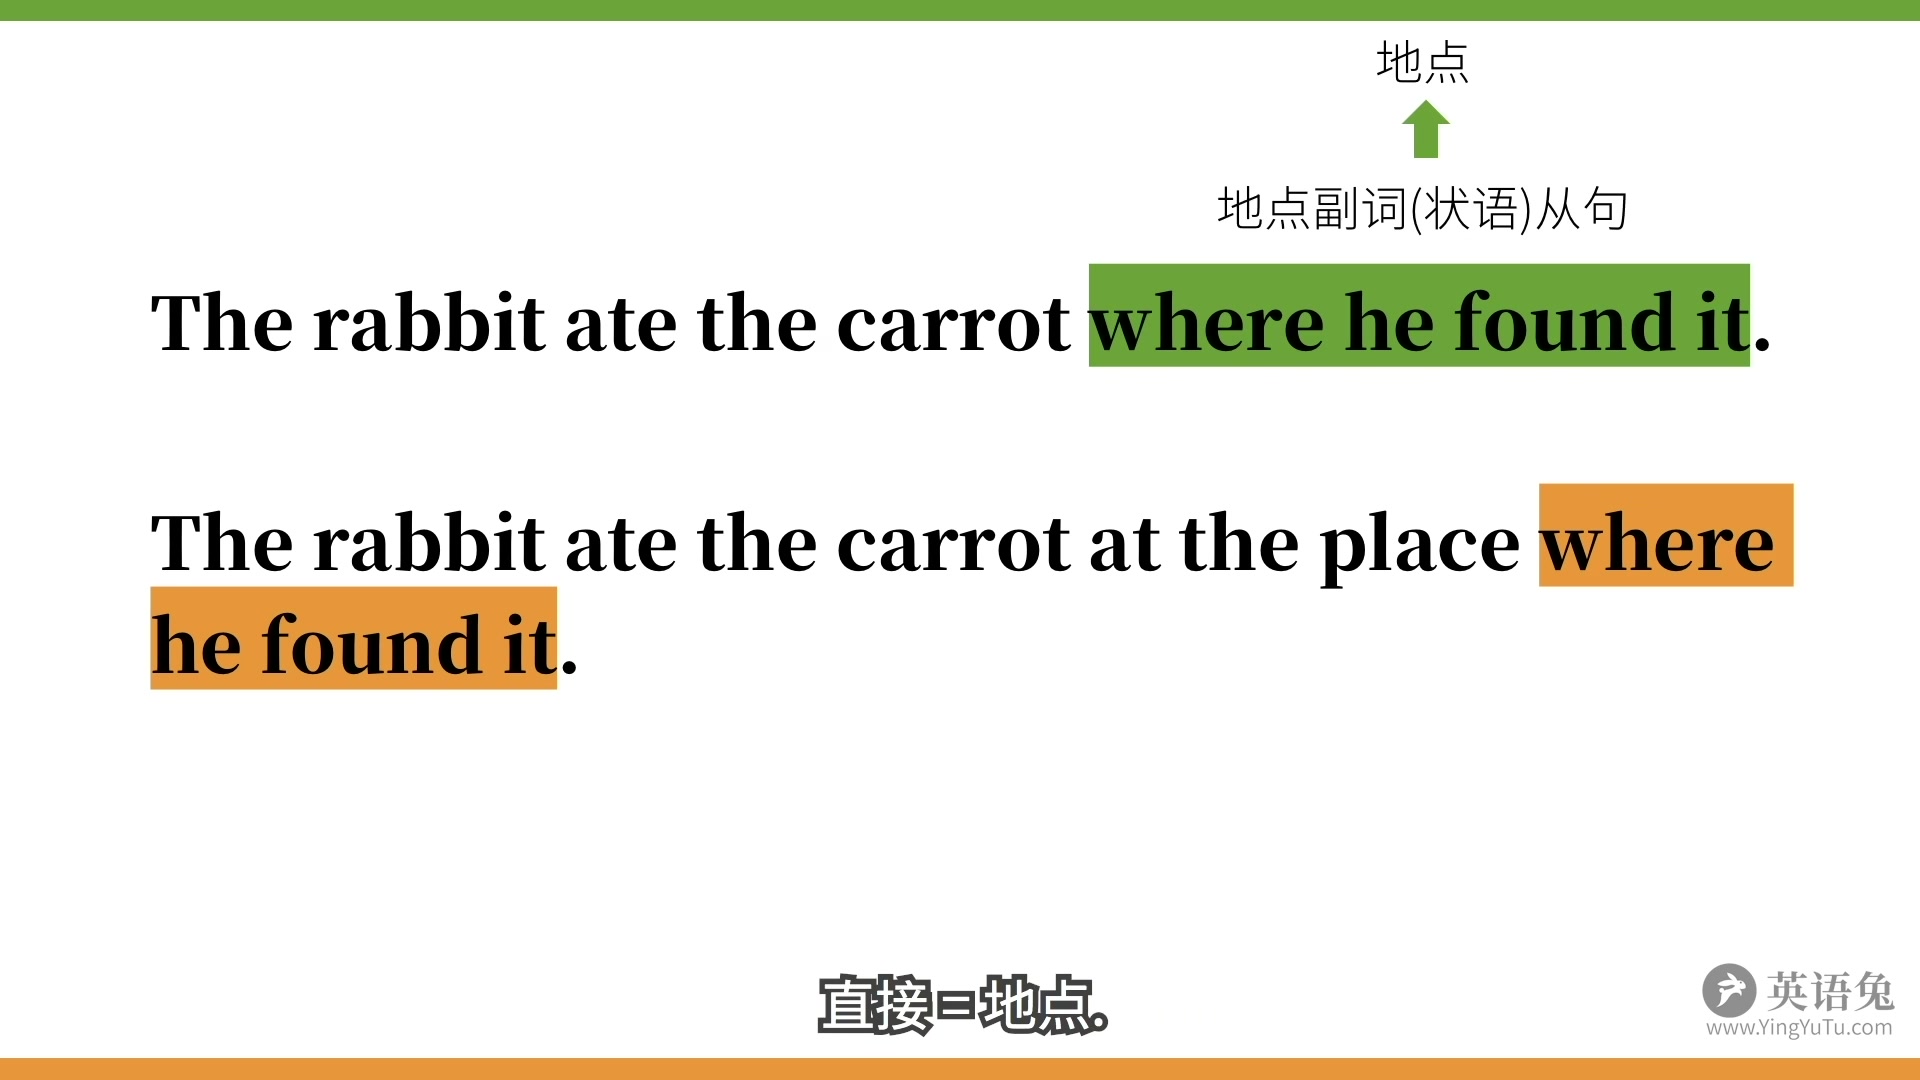 地点
地点副词(状语)从句
The rabbit ate the carrot where he found it.
The rabbit ate the carrot at the place where
he found it.
直接=地点。
英语兔
www.YingYuTu.com